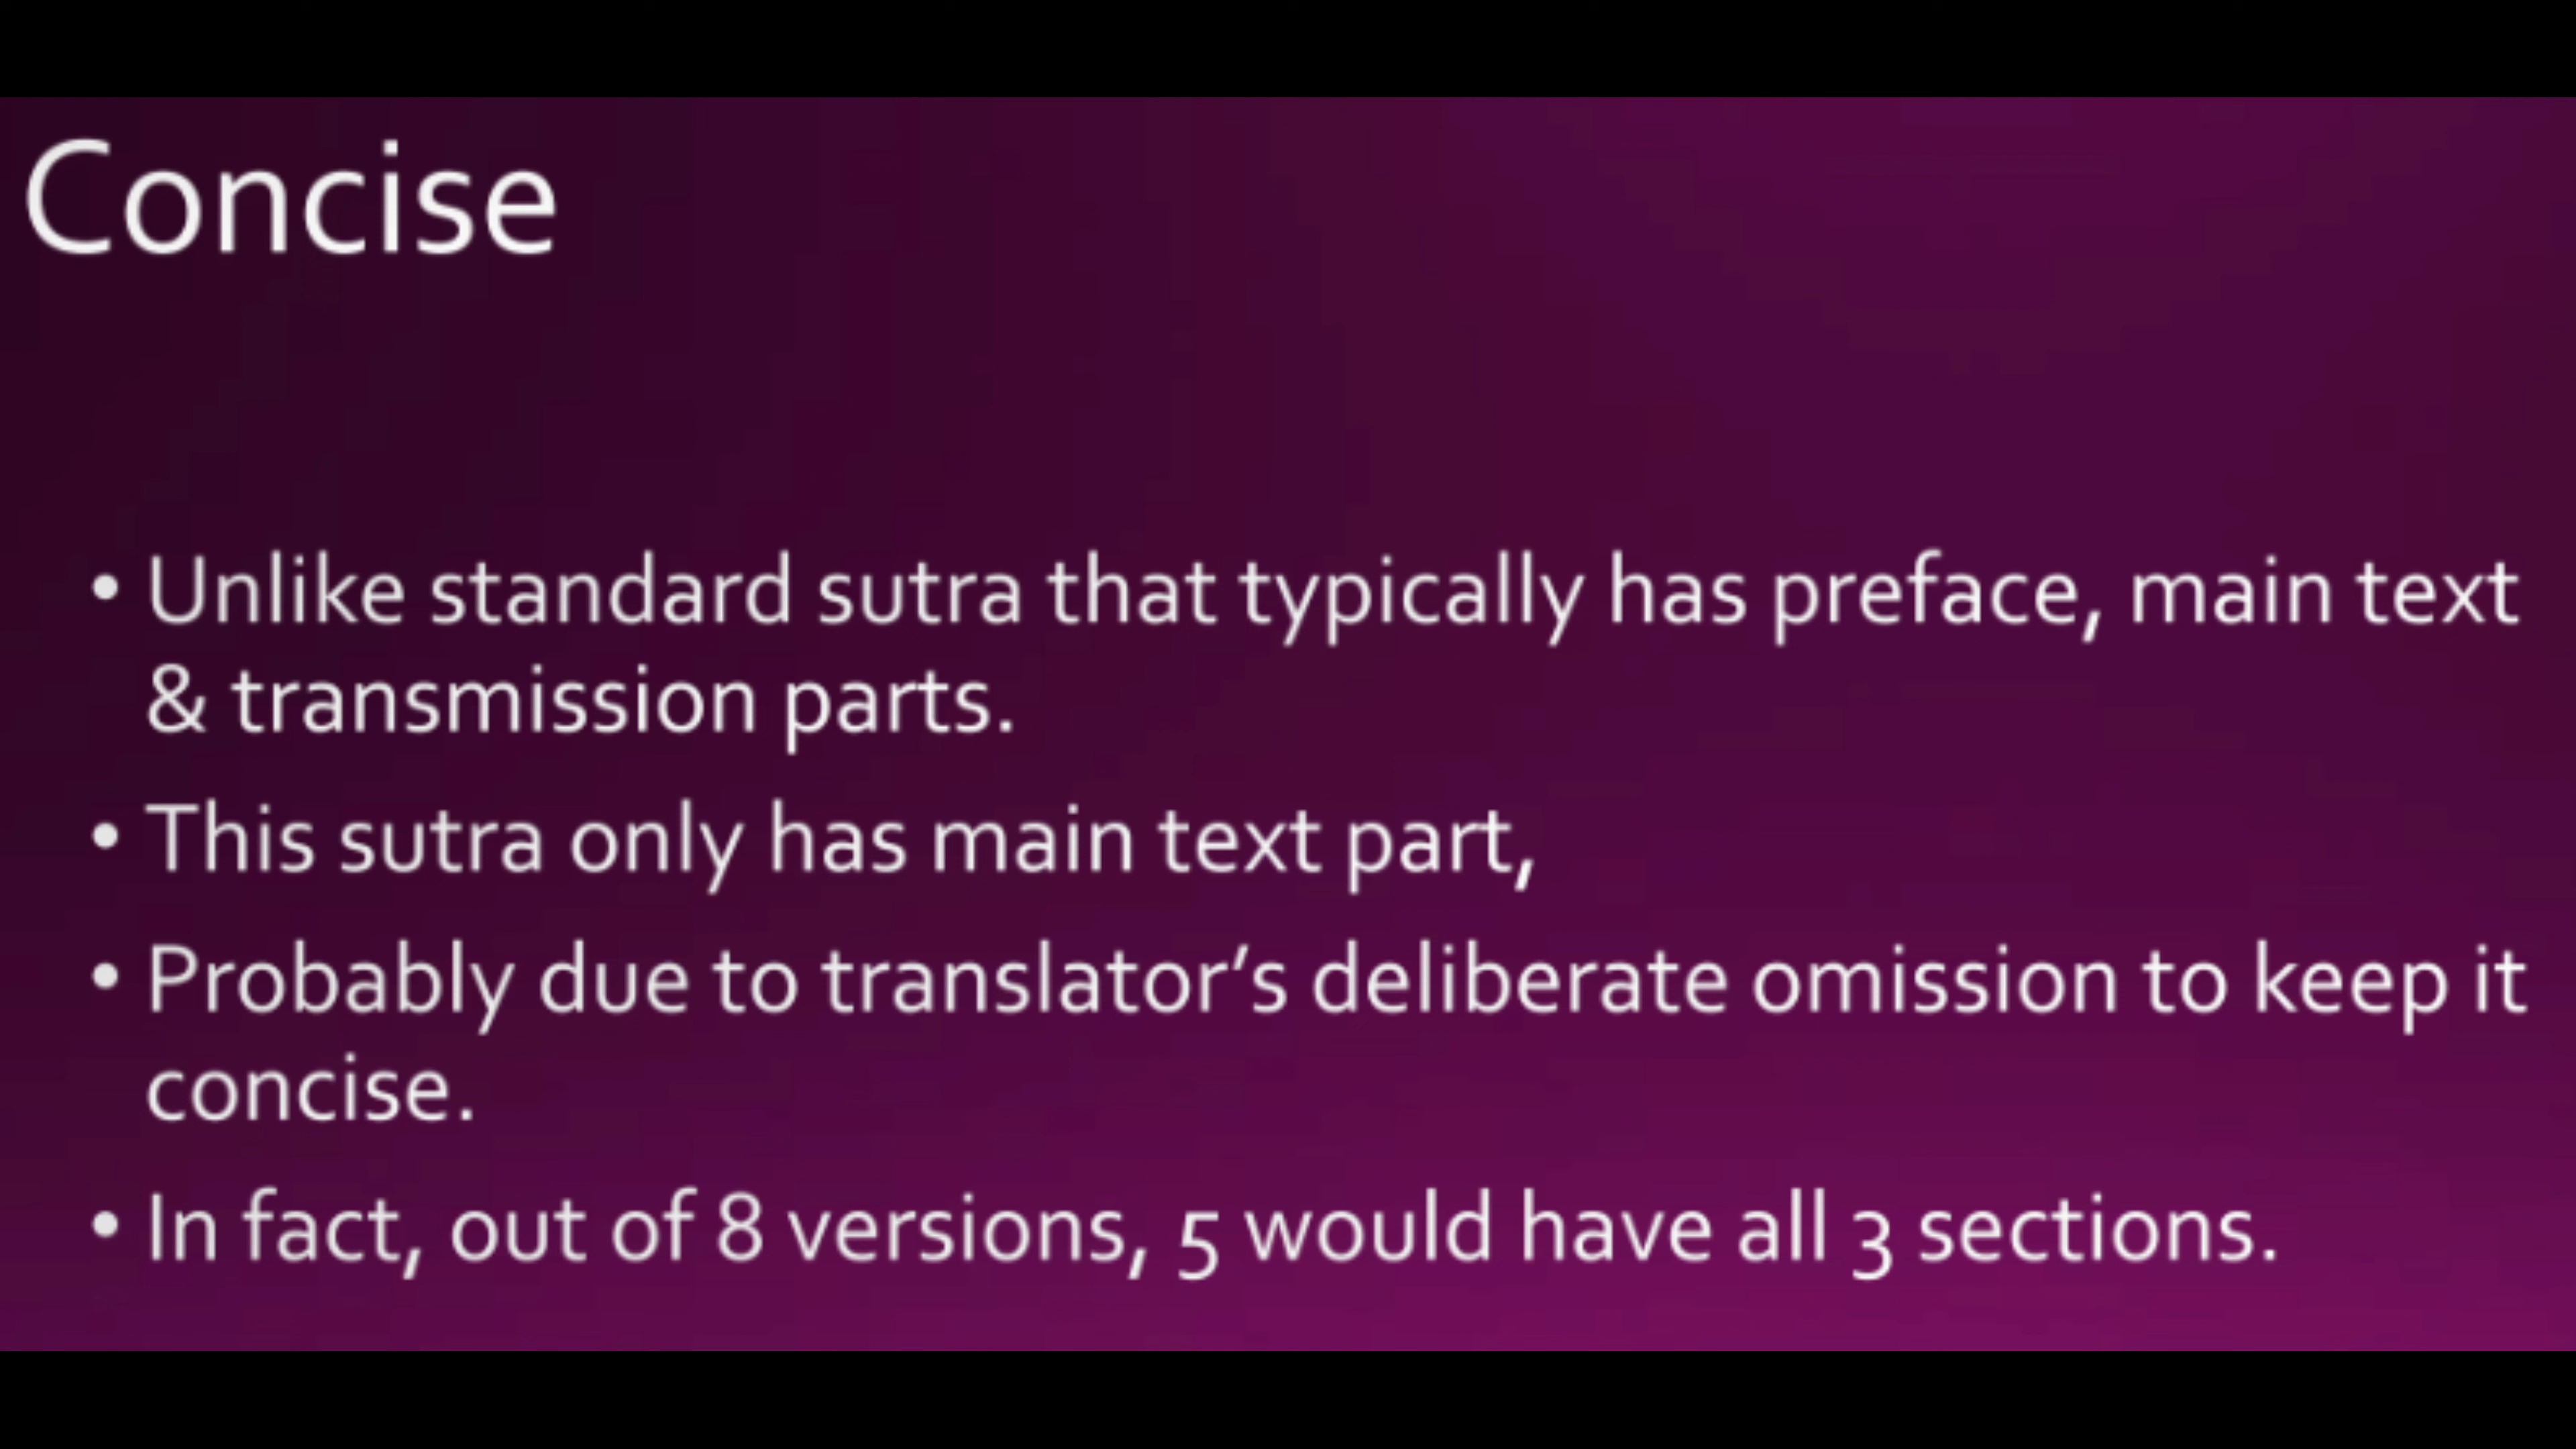 Concise
• Unlike standard sutra that typically has preface, main text
& transmission parts.
• This sutra only has main text part,
• Probably due to translator’s deliberate omission to keep it
concise.
• In fact, out of 8 versions, 5 would have all 3 sections.